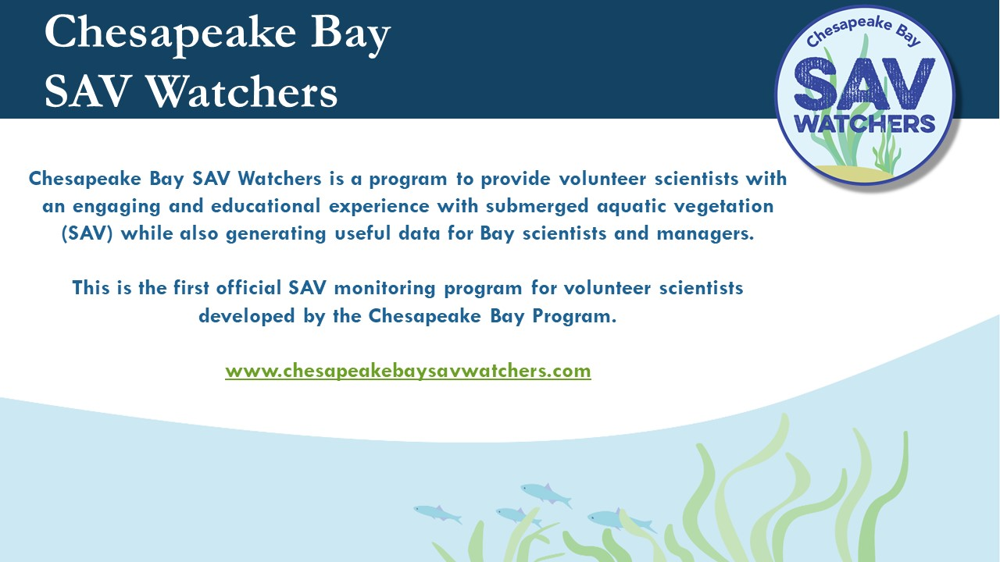 Chesapeake Bay
SAV Watchers
Chesapeake Bay
SAV
WATCHERS
Chesapeake Bay SAV Watchers is a program to provide volunteer scientists with
an engaging and educational experience with submerged aquatic vegetation
(SAV) while also generating useful data for Bay scientists and managers.
This is the first official SAV monitoring program for volunteer scientists
developed by the Chesapeake Bay Program.
www.chesapeakebaysavwatchers.com